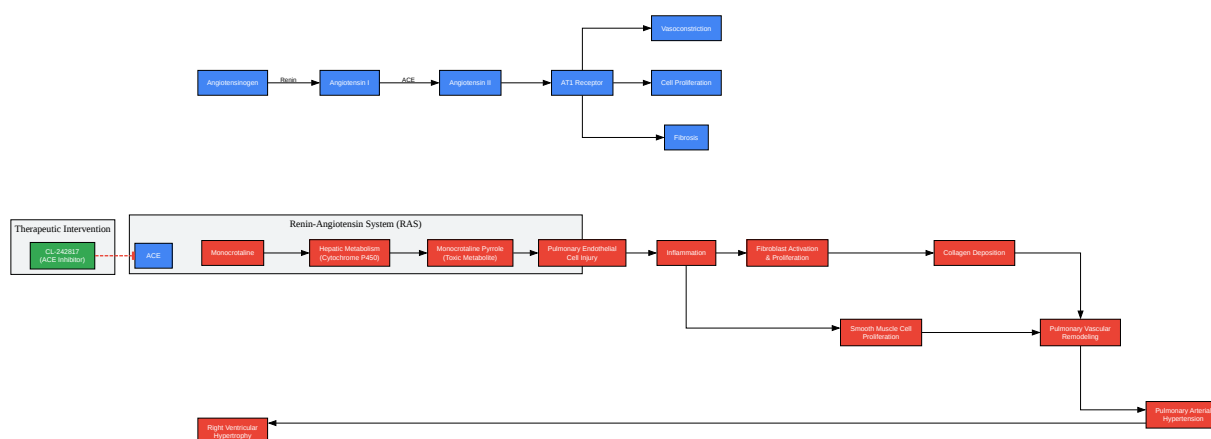 Vasoconstriction
Angiotensinogen
Renin
Angiotensin I
ACE
Angiotensin II
AT1 Receptor
Cell Proliferation
Fibrosis
Therapeutic Intervention
CL-242817
(ACE Inhibitor)
Renin-Angiotensin System (RAS)
ACE
Monocrotaline
Hepatic Metabolism
(Cytochrome P450)
Monocrotaline Pyrrole
(Toxic Metabolite)
Pulmonary Endothelial
Cell Injury
Inflammation
Fibroblast Activation
& Proliferation
Collagen Deposition
Smooth Muscle Cell
Proliferation
Pulmonary Vascular
Remodeling
Pulmonary Arterial
Hypertension
Right Ventricular
Hypertrophy